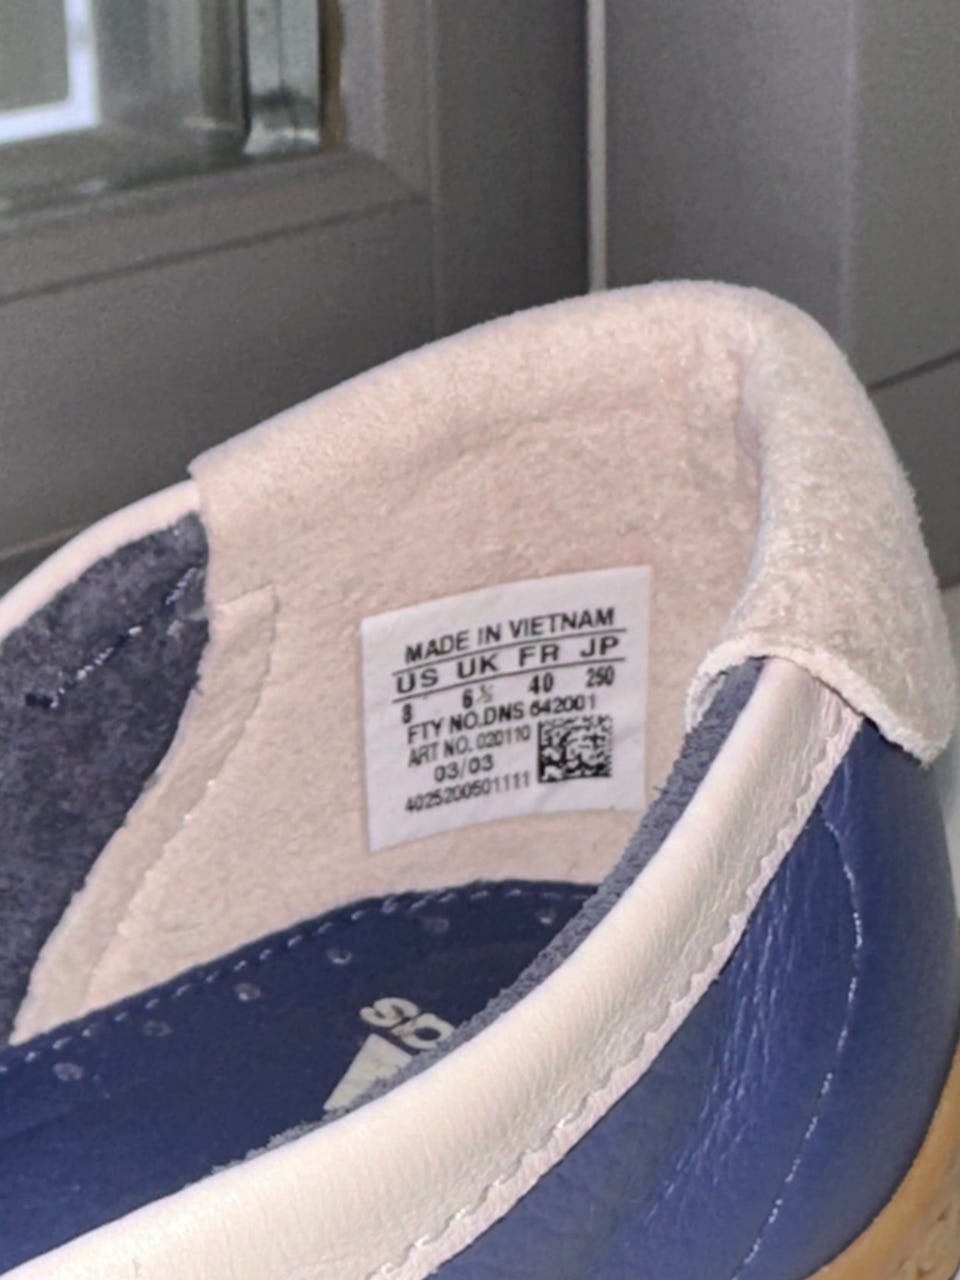 MADE IN VIETNAM
US UK FR JP
8 6½ 40 250
FTY NO.DNS 642001
ART NO. 020110
03/03
4025200501111